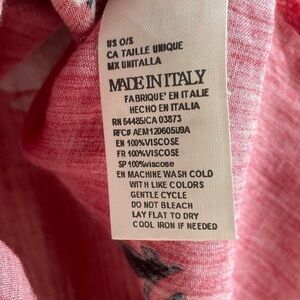 US O/S
CA TAILLE UNIQUE
MX UNITALLA
MADE IN ITALY
FABRIQUE' EN ITALIE
HECHO EN ITALIA
RN 54485/CA 03873
RFC# AEM120605U9A
EN 100%VISCOSE
FR 100%VISCOSE
SP 100%viscose
EN MACHINE WASH COLD
WITH LIKE COLORS
GENTLE CYCLE
DO NOT BLEACH
LAY FLAT TO DRY
COOL IRON IF NEEDED